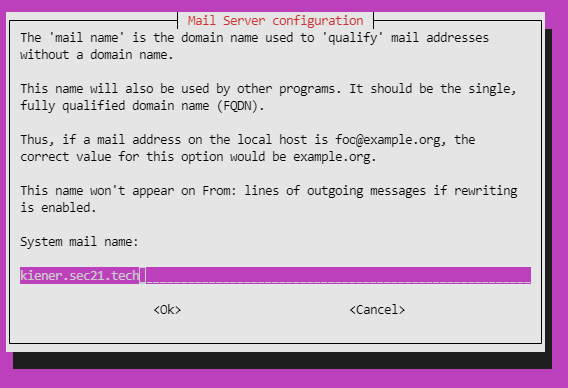 Mail Server configuration
The 'mail name' is the domain name used to 'qualify' mail addresses
without a domain name.
This name will also be used by other programs. It should be the single,
fully qualified domain name (FQDN).
Thus, if a mail address on the local host is foo@example.org, the
correct value for this option would be example.org.
This name won't appear on From: lines of outgoing messages if rewriting
is enabled.
System mail name:
kiener.sec21.tech
<Ok> <Cancel>